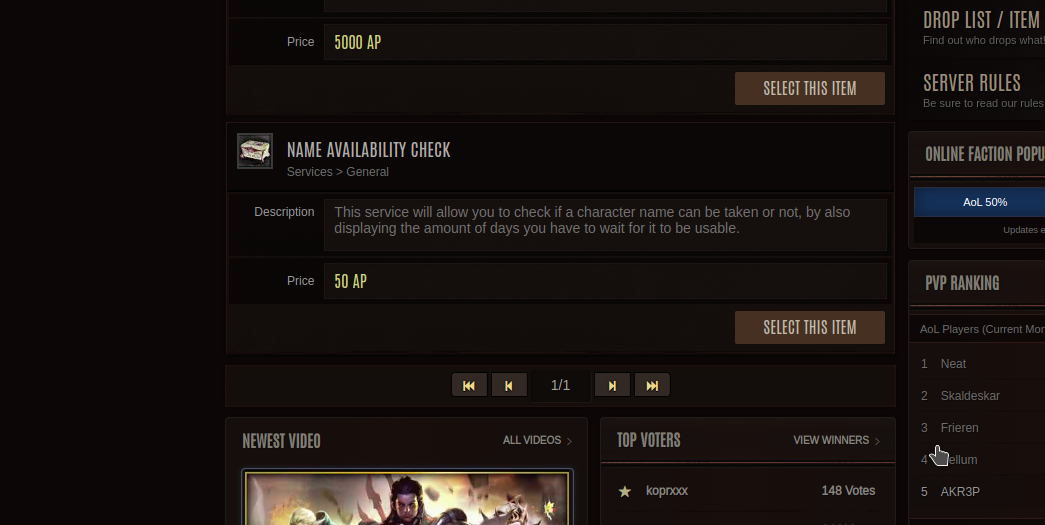 Price
5000 AP
SELECT THIS ITEM
NAME AVAILABILITY CHECK
Services > General
Description
This service will allow you to check if a character name can be taken or not, by also
displaying the amount of days you have to wait for it to be usable.
Price
50 AP
SELECT THIS ITEM
1/1
NEWEST VIDEO
ALL VIDEOS >
TOP VOTERS
VIEW WINNERS >
koprxxx
148 Votes
DROP LIST / ITEM
Find out who drops what!
SERVER RULES
Be sure to read our rules
ONLINE FACTION POPU
AoL 50%
Updates e
PVP RANKING
AoL Players (Current Mon
1 Neat
2 Skaldeskar
3 Frieren
4 ellum
5 AKR3P